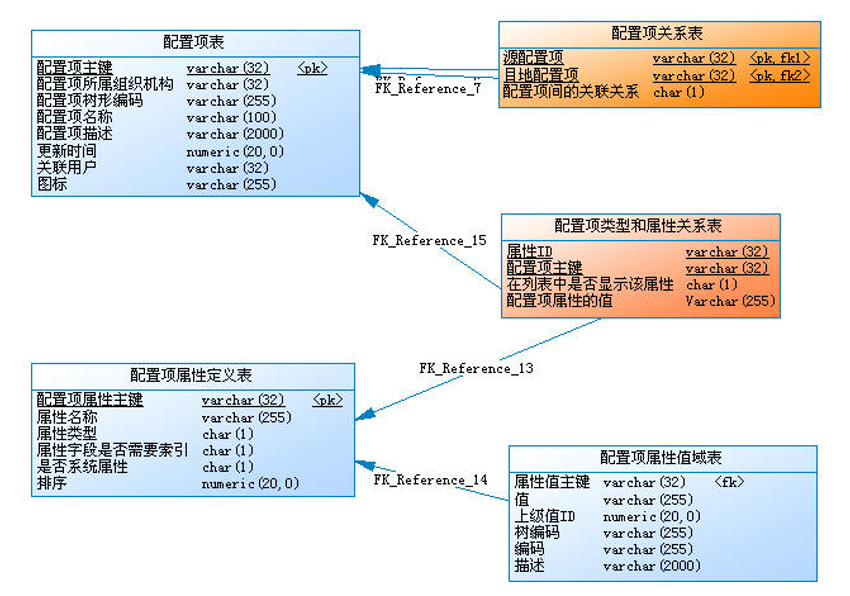 配置项表
配置项主键 varchar(32) <pk>
配置项所属组织机构 varchar(32)
配置项树形编码 varchar(255)
配置项名称 varchar(100)
配置项描述 varchar(2000)
更新时间 numeric(20,0)
关联用户 varchar(32)
图标 varchar(255)
配置项关系表
源配置项 varchar(32) <pk,fk1>
目地配置项 varchar(32) <pk,fk2>
配置项间的关联关系 char(1)
FK_Reference_7
FK_Reference_15
配置项类型和属性关系表
属性ID varchar(32)
配置项主键 varchar(32)
在列表中是否显示该属性 char(1)
配置项属性的值 Varchar(255)
FK_Reference_13
配置项属性定义表
配置项属性主键 varchar(32) <pk>
属性名称 varchar(255)
属性类型 char(1)
属性字段是否需要索引 char(1)
是否系统属性 char(1)
排序 numeric(20,0)
FK_Reference_14
配置项属性值域表
属性值主键 varchar(32) <fk>
值 varchar(255)
上级值ID numeric(20,0)
树编码 varchar(255)
编码 varchar(255)
描述 varchar(2000)